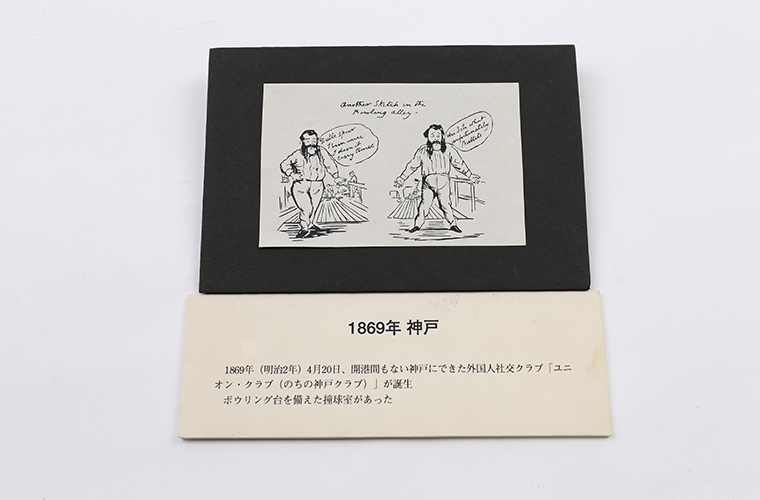 Another Sketch in the
Bowling Alley -
1869年 神戸
1869年（明治2年）4月20日、開港間もない神戸にできた外国人社交クラブ「ユニ
オン・クラブ（のちの神戸クラブ）」が誕生
ボウリング台を備えた撞球室があった